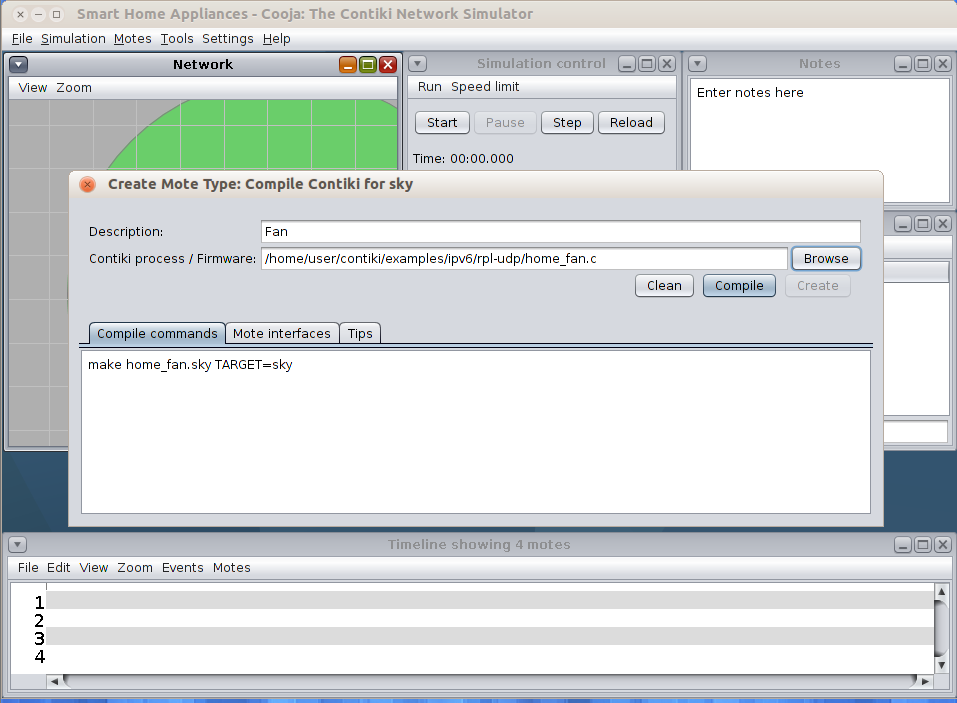 Smart Home Appliances - Cooja: The Contiki Network Simulator
File Simulation Motes Tools Settings Help
Network
View Zoom
Simulation control
Run Speed limit
Start Pause Step Reload
Time: 00:00.000
Notes
Enter notes here
Create Mote Type: Compile Contiki for sky
Description: Fan
Contiki process / Firmware: /home/user/contiki/examples/ipv6/rpl-udp/home_fan.c Browse
Clean Compile Create
Compile commands Mote interfaces Tips
make home_fan.sky TARGET=sky
Timeline showing 4 motes
File Edit View Zoom Events Motes
1
2
3
4